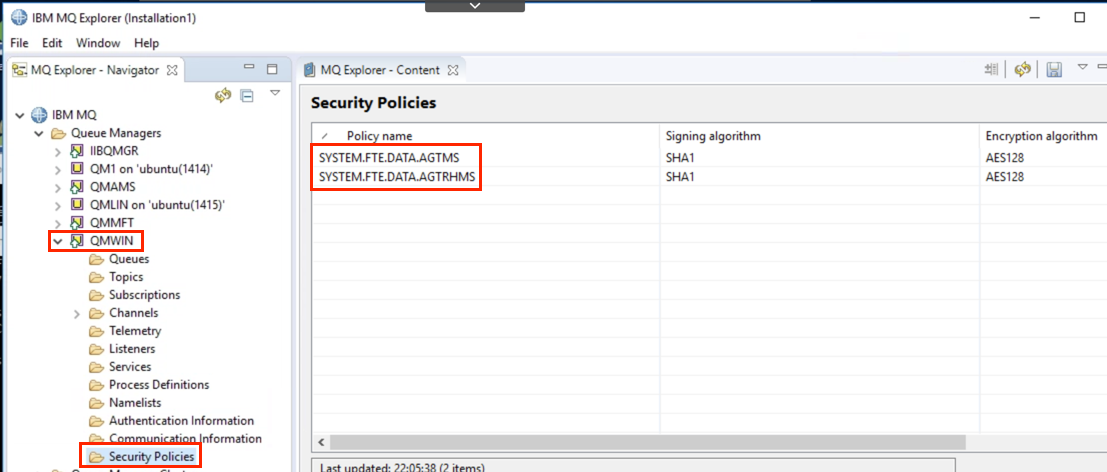 IBM MQ Explorer (Installation1)
File Edit Window Help
MQ Explorer - Navigator
IBM MQ
Queue Managers
IIBQMGR
QM1 on 'ubuntu(1414)'
QMAMS
QMLIN on 'ubuntu(1415)'
QMMFT
QMWIN
Queues
Topics
Subscriptions
Channels
Telemetry
Listeners
Services
Process Definitions
Namelists
Authentication Information
Communication Information
Security Policies
MQ Explorer - Content
Security Policies
Policy name Signing algorithm Encryption algorithm
SYSTEM.FTE.DATA.AGTMS SHA1 AES128
SYSTEM.FTE.DATA.AGTRHMS SHA1 AES128
Last updated: 22:05:38 (2 items)